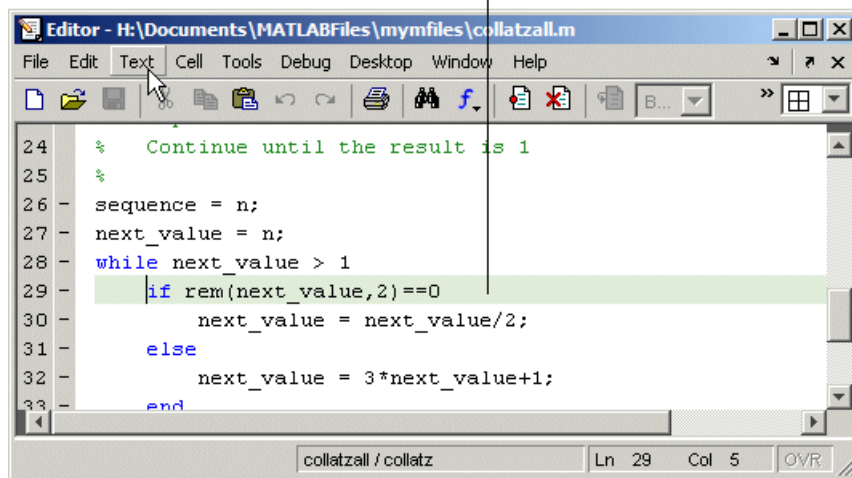 Editor - H:\Documents\MATLABFiles\mymfiles\collatzall.m
File Edit Text Cell Tools Debug Desktop Window Help
B...
24 % Continue until the result is 1
25 %
26 - sequence = n;
27 - next_value = n;
28 - while next_value > 1
29 - if rem(next_value,2)==0
30 - next_value = next_value/2;
31 - else
32 - next_value = 3*next_value+1;
33 - end
collatzall / collatz Ln 29 Col 5 OVR